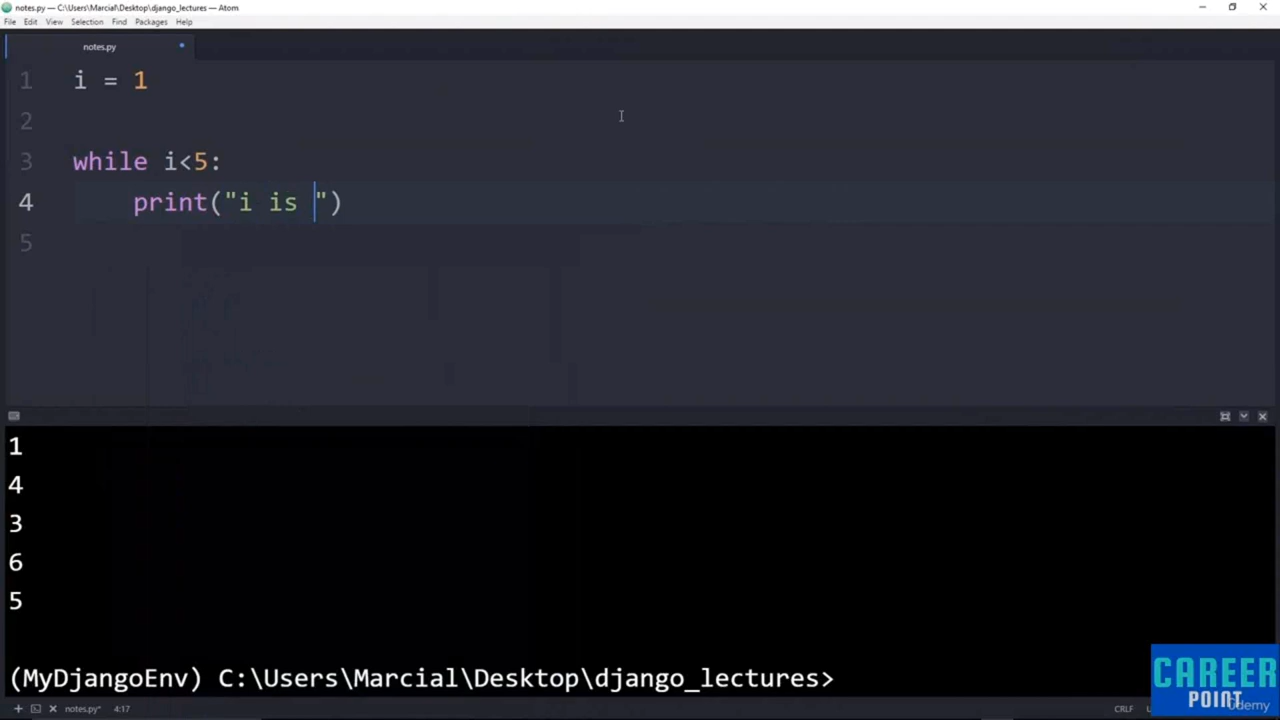 notes.py — C:\Users\Marcial\Desktop\django_lectures — Atom
File Edit View Selection Find Packages Help
notes.py
1 i = 1
2
3 while i<5:
4     print("i is ")
5
1
4
3
6
5
(MyDjangoEnv) C:\Users\Marcial\Desktop\django_lectures>
CAREER
POINT
ûdemy
notes.py* 4:17 CRLF